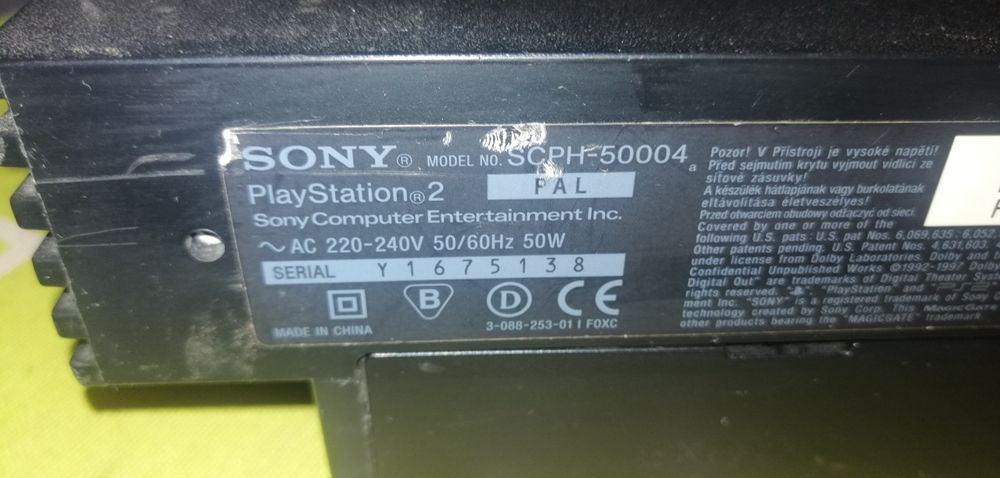 SONY® MODEL NO. SCPH-50004 a
PlayStation®2 PAL
Sony Computer Entertainment Inc.
~ AC 220-240V 50/60Hz 50W
SERIAL Y1675138
B D CE
MADE IN CHINA 3-088-253-01 I FOXC
Pozor! V Přístroji je vysoké napětí!
Před sejmutím krytu vyjmout vidlici ze
síťové zásuvky!
A készülék hátlapjának vagy burkolatának
eltávolítása életveszélyes!
Przed otwarciem obudowy odłączyć od sieci.
Covered by one or more of the
following U.S. pats: U.S. pat Nos. 6,069,635; 6,052
Other patents pending. U.S. Patent Nos. 4,631,603
under license from Dolby Laboratories. Dolby and t
Confidential Unpublished Works ©1992-1997 Dolby
Digital Out" are trademarks of Digital Theater Syste
rights reserved. "PlayStation" and
ment Inc. "SONY" is a registered trademark of Sony
technology created by Sony Corp. This MAGICGAT
other products bearing the "MAGICGATE" trademark